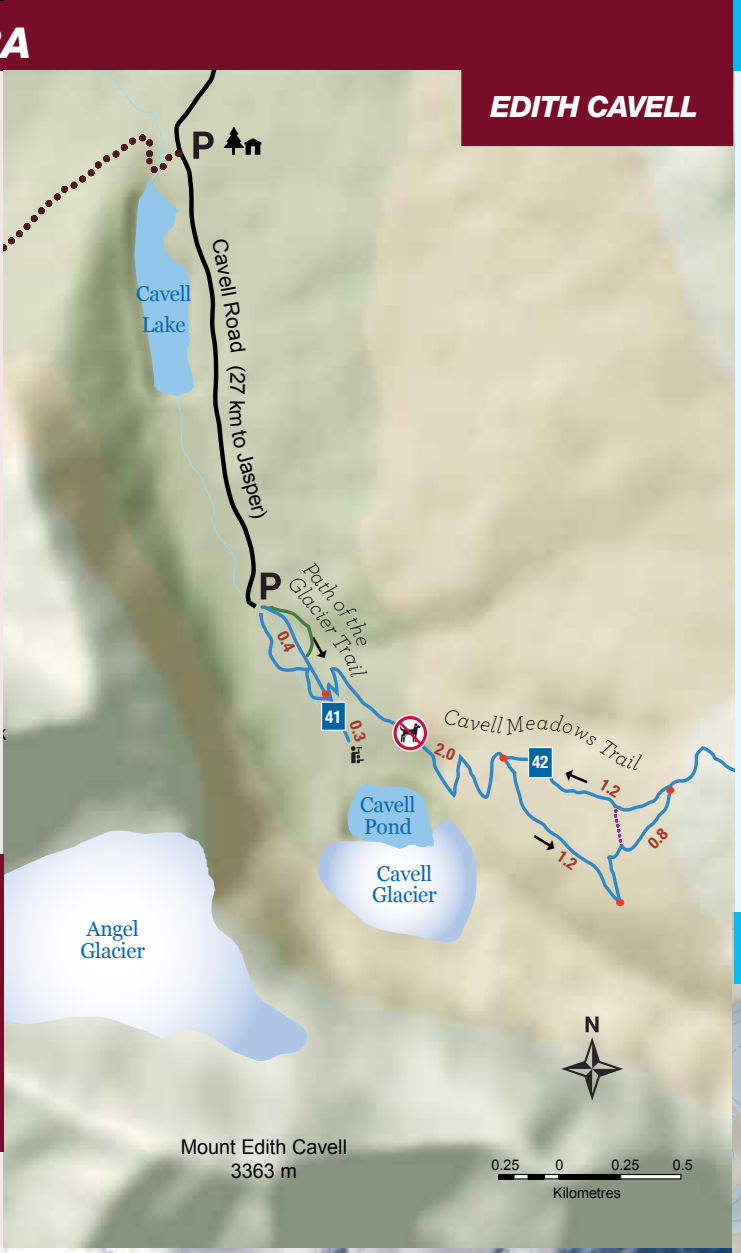 RA
EDITH CAVELL
P
Cavell
Lake
Cavell Road (27 km to Jasper)
P
Path of the
Glacier Trail
0.4
41
0.3
2.0
Cavell Meadows Trail
42
1.2
0.8
1.2
Cavell
Pond
Cavell
Glacier
Angel
Glacier
N
Mount Edith Cavell
3363 m
0.25 0 0.25 0.5
Kilometres